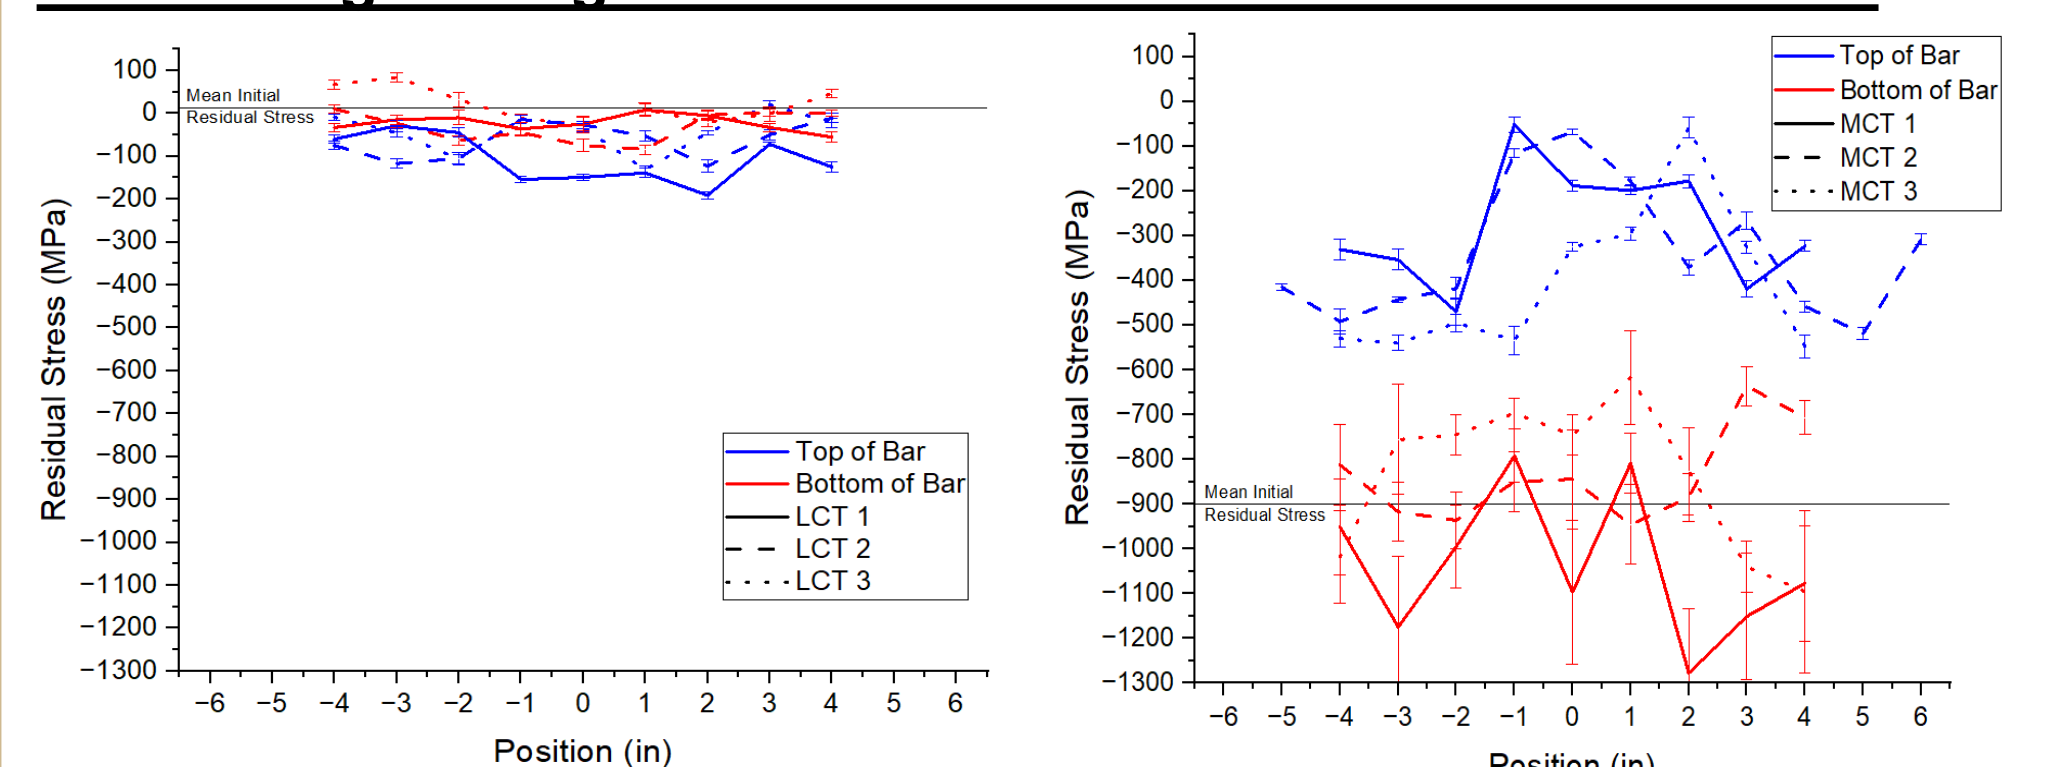 100
Mean Initial
0
Residual Stress
−100
−200
−300
−400
−500
−600
−700
−800
−900
−1000
−1100
−1200
−1300
Residual Stress (MPa)
Top of Bar
Bottom of Bar
LCT 1
LCT 2
LCT 3
−6 −5 −4 −3 −2 −1 0 1 2 3 4 5 6
Position (in)
100
0
−100
−200
−300
−400
−500
−600
−700
−800
−900
−1000
−1100
−1200
−1300
Residual Stress (MPa)
Mean Initial
Residual Stress
Top of Bar
Bottom of Bar
MCT 1
MCT 2
MCT 3
−6 −5 −4 −3 −2 −1 0 1 2 3 4 5 6
Position (in)